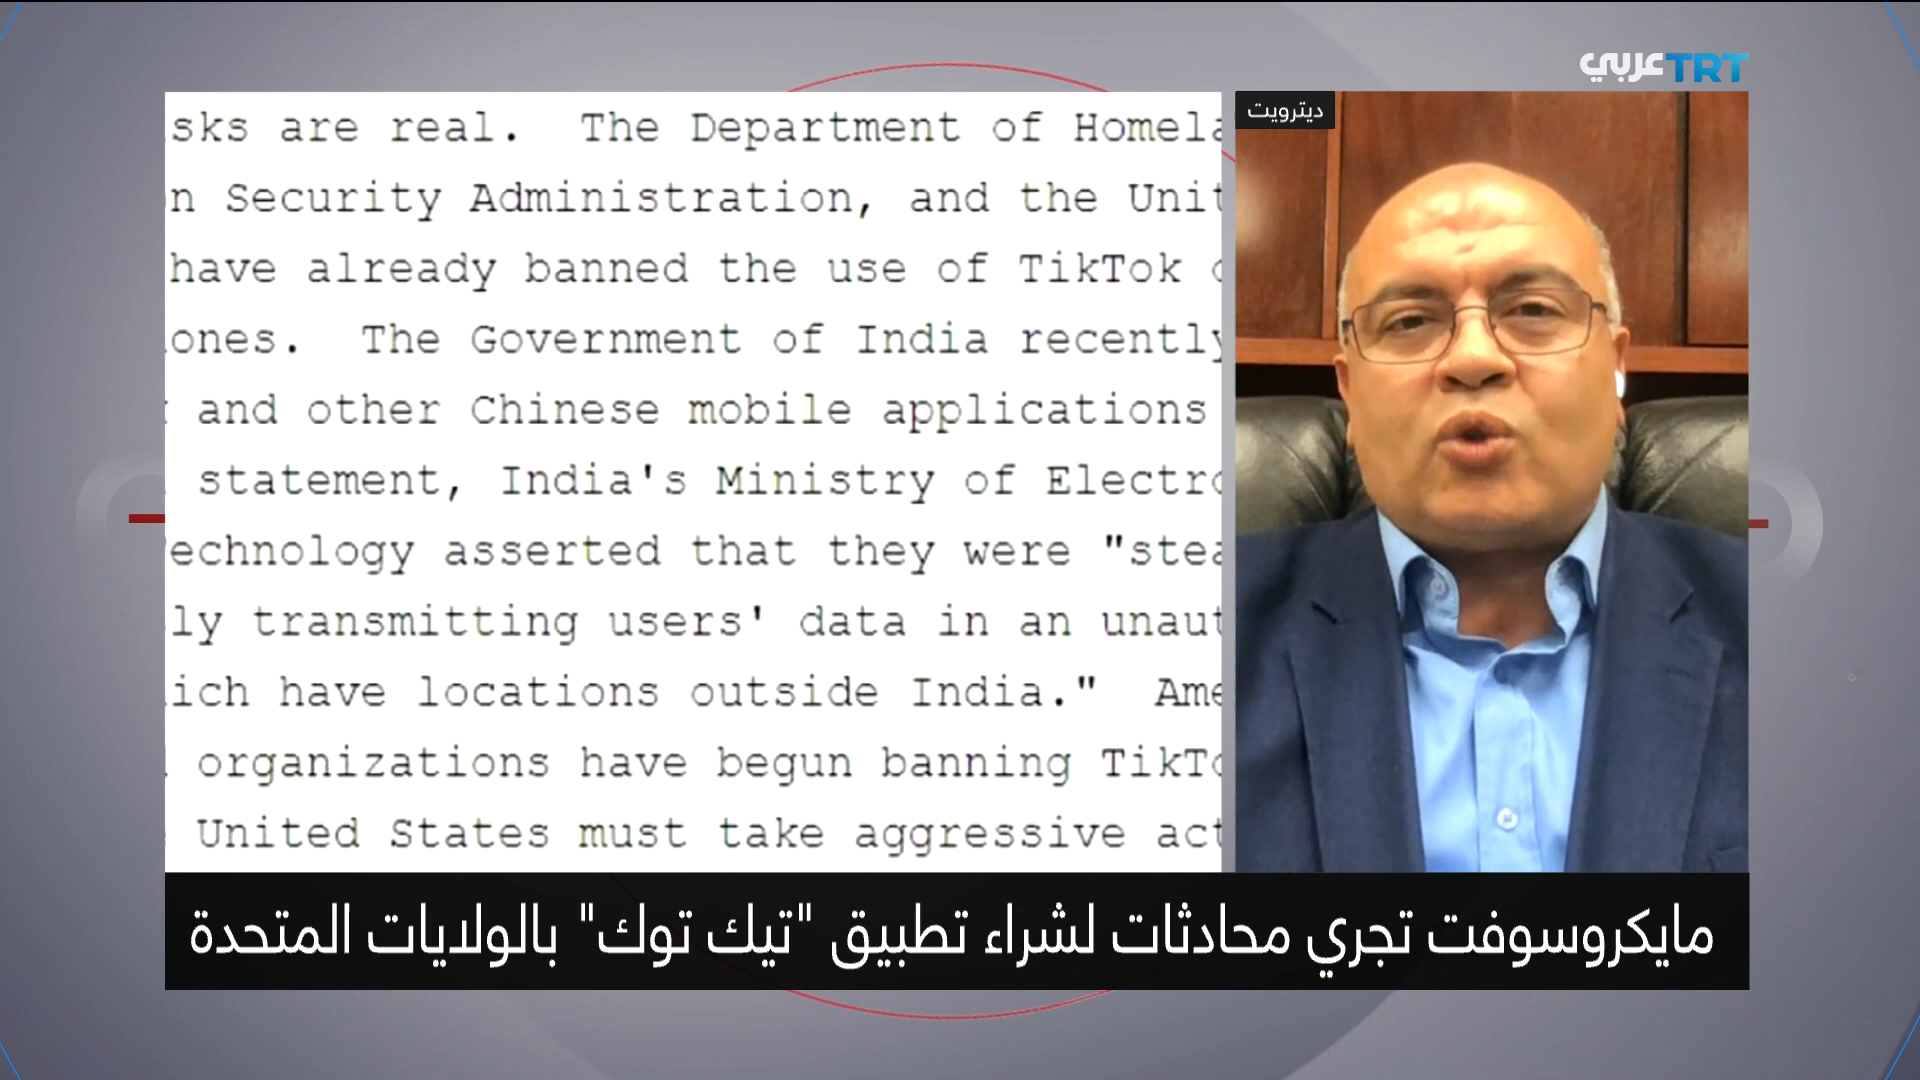 TRT عربي
ديترويت
sks are real. The Department of Homela
n Security Administration, and the Unit
have already banned the use of TikTok
ones. The Government of India recently
and other Chinese mobile applications
statement, India's Ministry of Electro
echnology asserted that they were "stea
ly transmitting users' data in an unaut
ich have locations outside India." Ame
organizations have begun banning TikTo
United States must take aggressive act
مايكروسوفت تجري محادثات لشراء تطبيق "تيك توك" بالولايات المتحدة